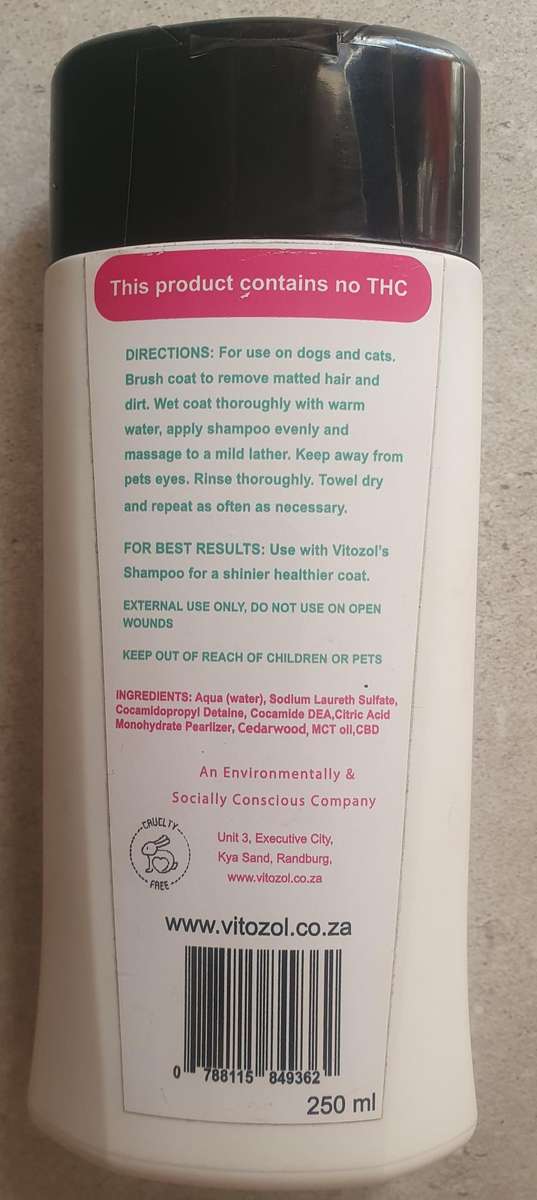 This product contains no THC
DIRECTIONS: For use on dogs and cats.
Brush coat to remove matted hair and
dirt. Wet coat thoroughly with warm
water, apply shampoo evenly and
massage to a mild lather. Keep away from
pets eyes. Rinse thoroughly. Towel dry
and repeat as often as necessary.
FOR BEST RESULTS: Use with Vitozol's
Shampoo for a shinier healthier coat.
EXTERNAL USE ONLY, DO NOT USE ON OPEN
WOUNDS
KEEP OUT OF REACH OF CHILDREN OR PETS
INGREDIENTS: Aqua (water), Sodium Laureth Sulfate,
Cocamidopropyl Detaine, Cocamide DEA,Citric Acid
Monohydrate Pearlizer, Cedarwood, MCT oil,CBD
An Environmentally &
Socially Conscious Company
CRUELTY
FREE
Unit 3, Executive City,
Kya Sand, Randburg,
www.vitozol.co.za
www.vitozol.co.za
0 788115 849362
250 ml